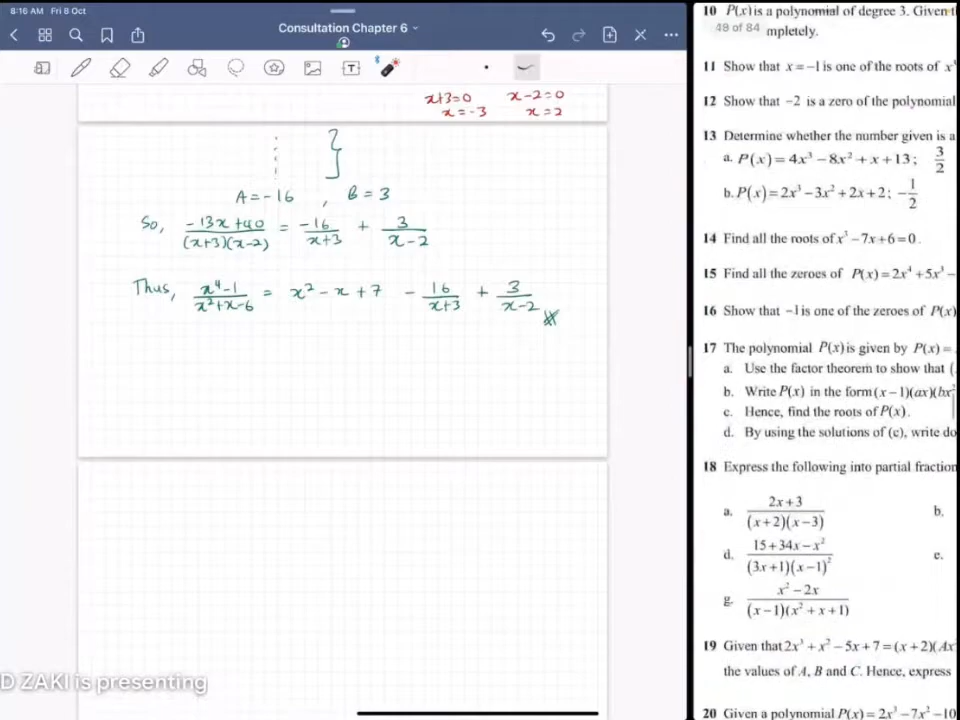 8:16 AM Fri 8 Oct
Consultation Chapter 6
x+3=0 x-2=0
x=-3 x=2
A=-16 , B=3
So, -13x+40/(x+3)(x-2) = -16/x+3 + 3/x-2
Thus, x⁴-1/x²+x-6 = x² - x + 7 - 16/x+3 + 3/x-2
D ZAKI is presenting
10 P(x) is a polynomial of degree 3. Given
49 of 84 mpletely.
11 Show that x=-1 is one of the roots of x
12 Show that -2 is a zero of the polynomial
13 Determine whether the number given is a
a. P(x)=4x³-8x²+x+13; 3/2
b. P(x)=2x³-3x²+2x+2; -1/2
14 Find all the roots of x³-7x+6=0.
15 Find all the zeroes of P(x)=2x⁴+5x³-
16 Show that -1 is one of the zeroes of P(x)
17 The polynomial P(x) is given by P(x)=
a. Use the factor theorem to show that (
b. Write P(x) in the form (x-1)(ax)(bx²
c. Hence, find the roots of P(x).
d. By using the solutions of (c), write do
18 Express the following into partial fraction
a. 2x+3/(x+2)(x-3) b.
d. 15+34x-x²/(3x+1)(x-1)² e.
g. x²-2x/(x-1)(x²+x+1)
19 Given that 2x³+x²-5x+7=(x+2)(Ax
the values of A, B and C. Hence, express
20 Given a polynomial P(x)=2x³-7x²-10